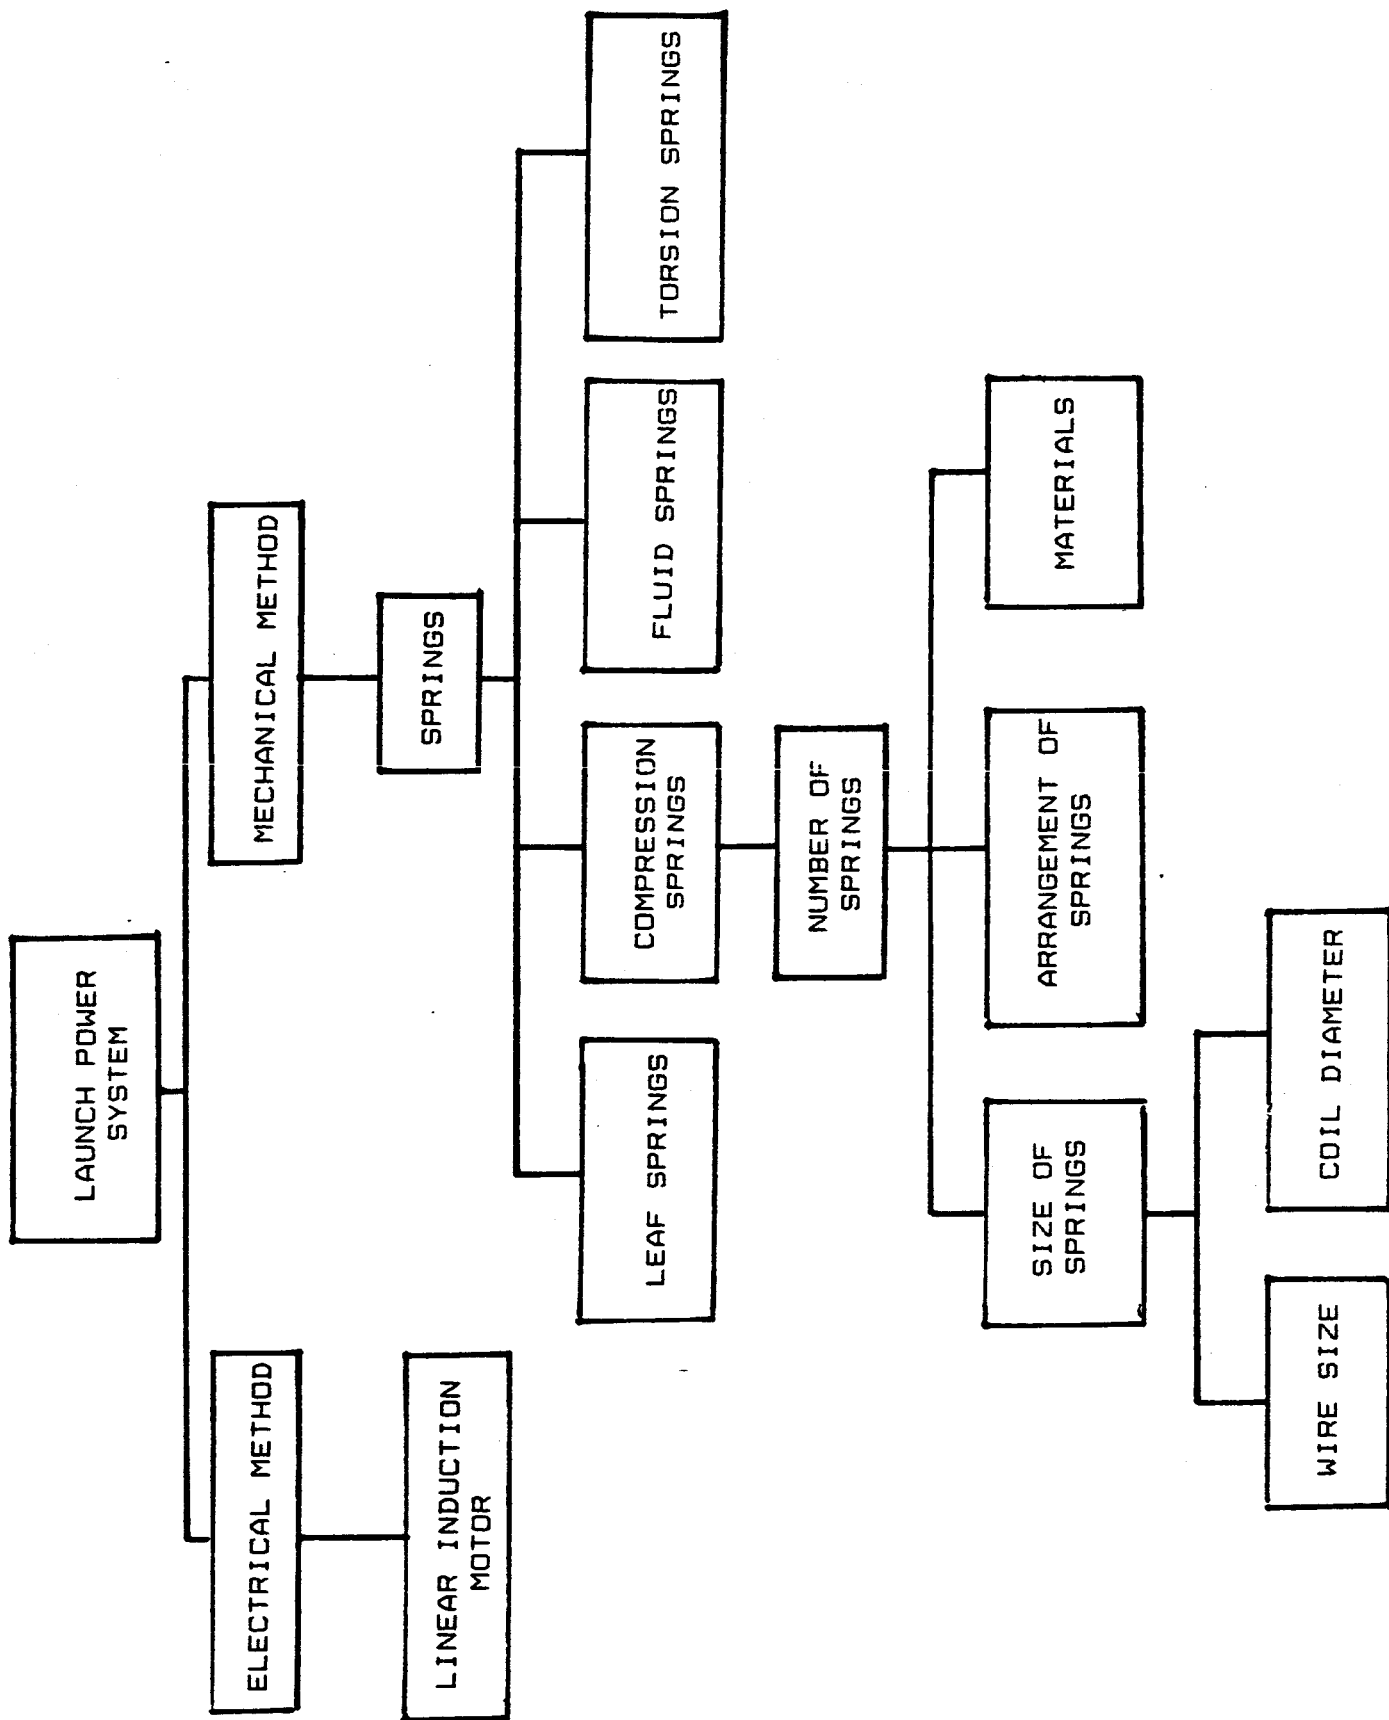 LAUNCH POWER
SYSTEM
ELECTRICAL METHOD
MECHANICAL METHOD
LINEAR INDUCTION
MOTOR
SPRINGS
LEAF SPRINGS
COMPRESSION
SPRINGS
FLUID SPRINGS
TORSION SPRINGS
NUMBER OF
SPRINGS
SIZE OF
SPRINGS
ARRANGEMENT OF
SPRINGS
MATERIALS
WIRE SIZE
COIL DIAMETER